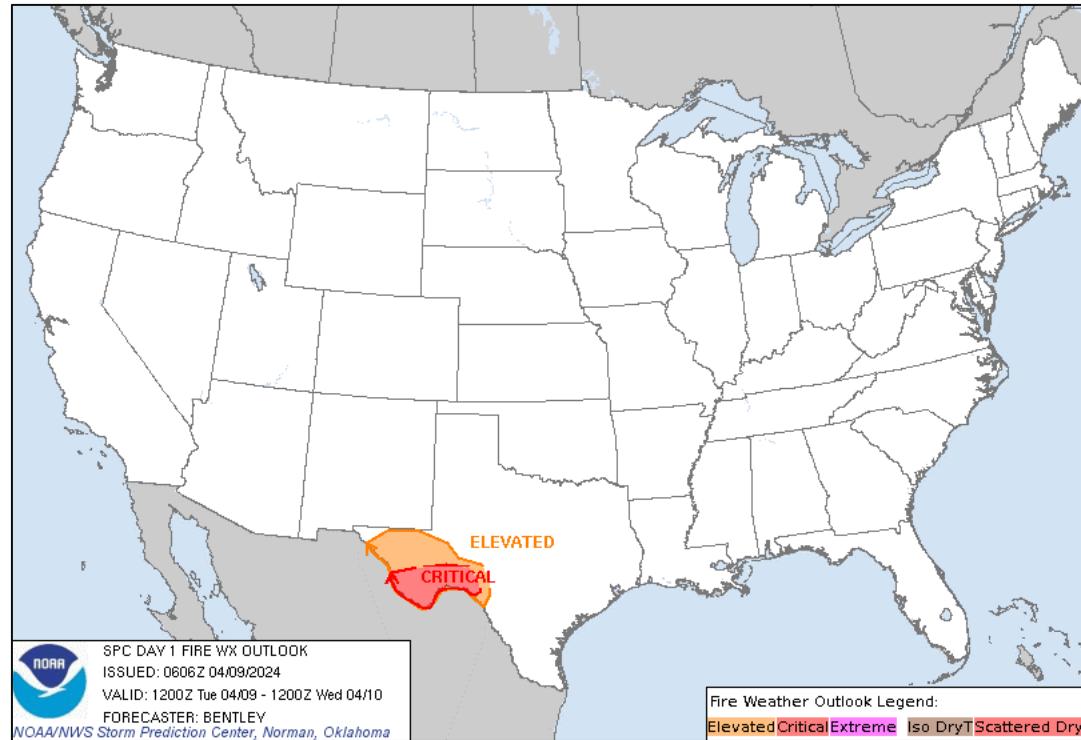 ELEVATED
CRITICAL
NOAA
SPC DAY 1 FIRE WX OUTLOOK
ISSUED: 0606Z 04/09/2024
VALID: 1200Z Tue 04/09 - 1200Z Wed 04/10
FORECASTER: BENTLEY
NOAA/NWS Storm Prediction Center, Norman, Oklahoma
Fire Weather Outlook Legend:
Elevated Critical Extreme Iso DryT Scattered Dry